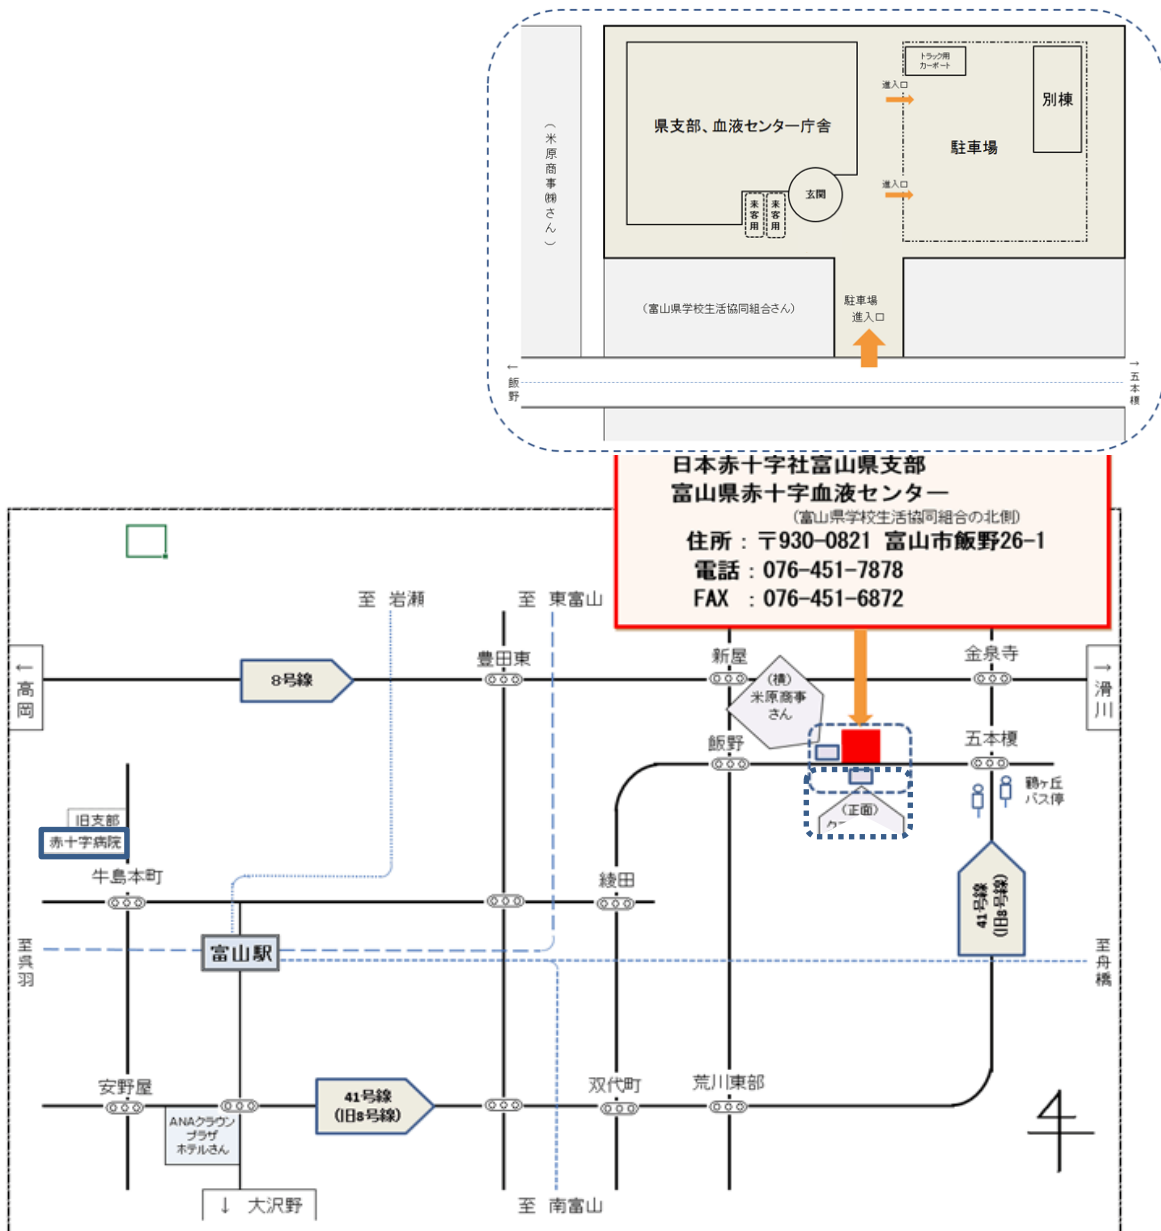 トラック用
カーポート
進入口
別棟
県支部、血液センター庁舎
駐車場
（米原商事㈱さん）
進入口
玄関
来客用
来客用
（富山県学校生活協同組合さん）
駐車場
進入口
←飯野
→五本榎
日本赤十字社富山県支部
富山県赤十字血液センター
（富山県学校生活協同組合の北側）
住所：〒930-0821 富山市飯野26-1
電話：076-451-7878
FAX ：076-451-6872
至 岩瀬
至 東富山
←高岡
8号線
豊田東
新屋
金泉寺
→滑川
（横）
米原商事
さん
飯野
五本榎
鶴ヶ丘
バス停
（正面）
旧支部
赤十字病院
牛島本町
綾田
41号線
（旧8号線）
至呉羽
富山駅
至舟橋
安野屋
41号線
（旧8号線）
双代町
荒川東部
ANAクラウン
プラザ
ホテルさん
↓ 大沢野
至 南富山